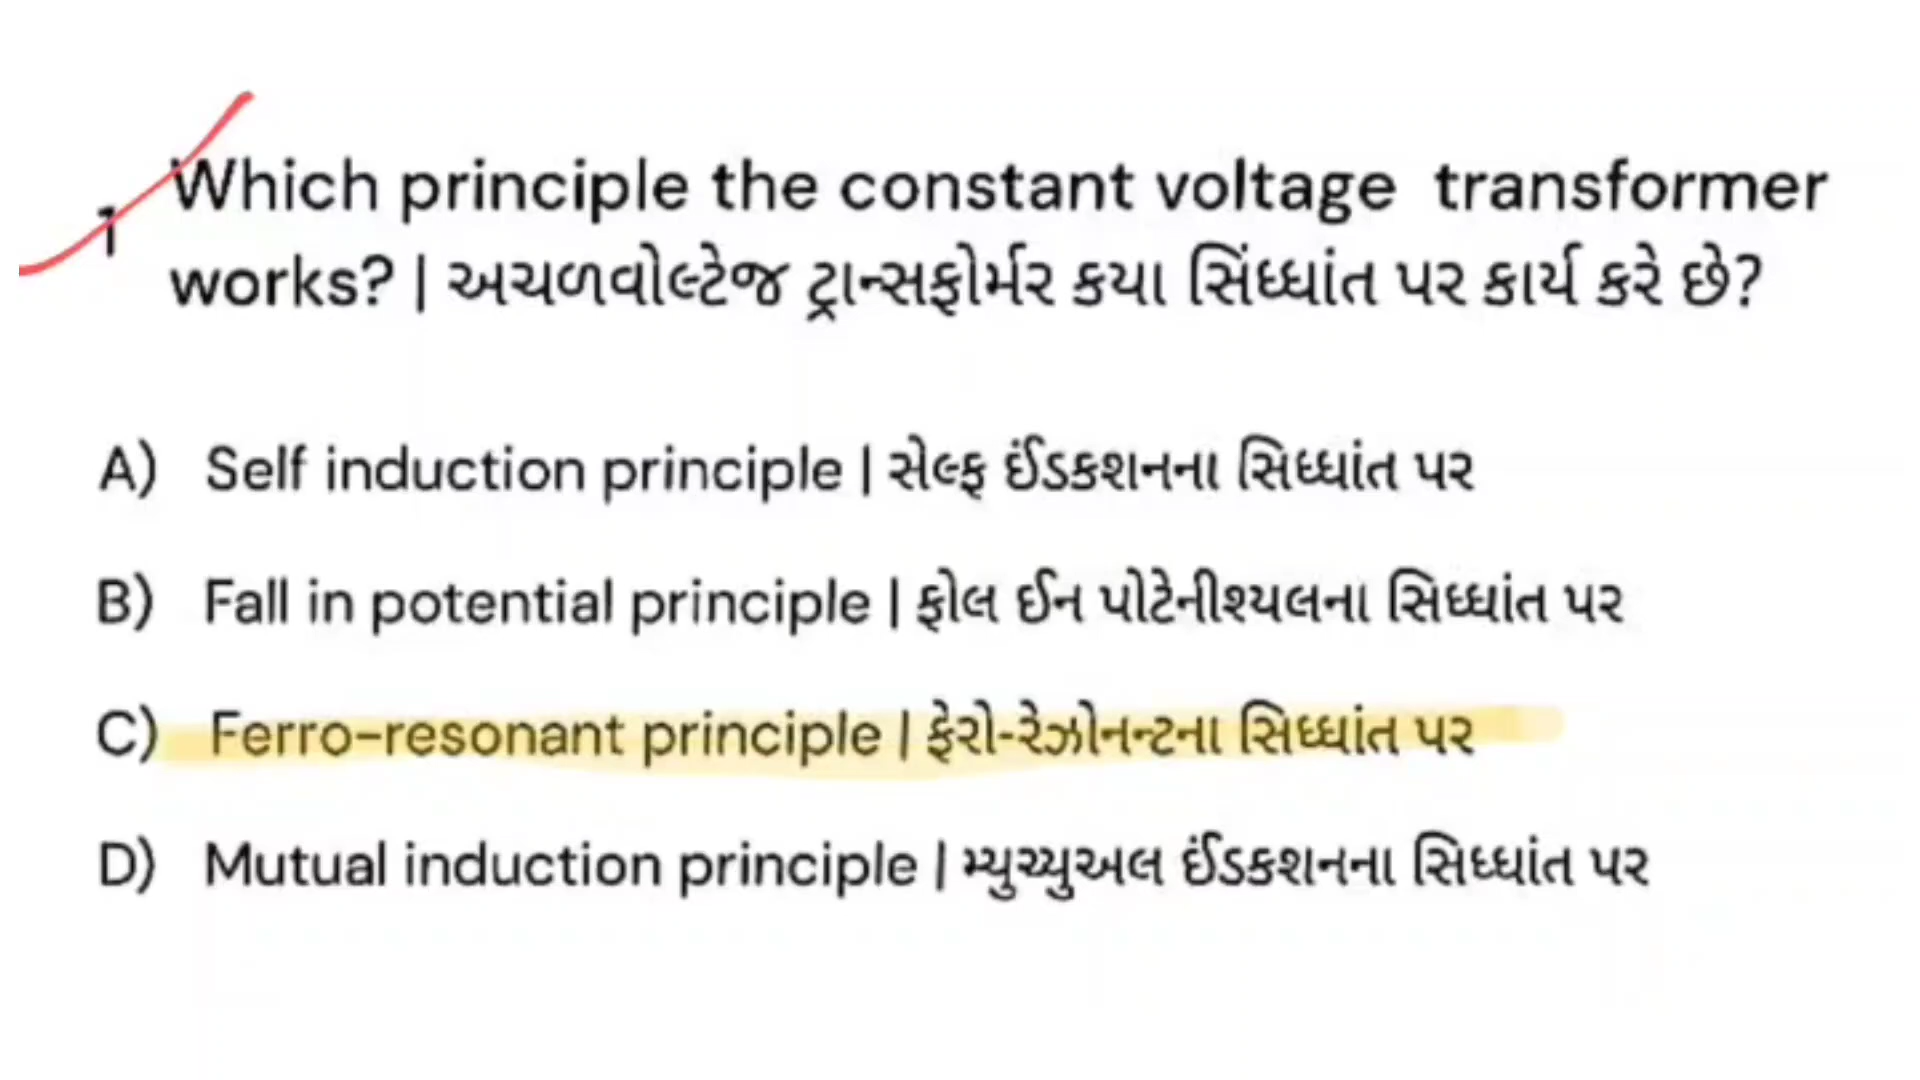 1 Which principle the constant voltage transformer
works? | અચળવોલ્ટેજ ટ્રાન્સફોર્મર કયા સિંધ્ધાંત પર કાર્ય કરે છે?
A) Self induction principle | સેલ્ફ ઈંડકશનના સિધ્ધાંત પર
B) Fall in potential principle | ફોલ ઈન પોટેનીશ્યલના સિધ્ધાંત પર
C) Ferro-resonant principle | ફેરો-રેઝોનન્ટના સિધ્ધાંત પર
D) Mutual induction principle | મ્યુચ્યુઅલ ઈંડકશનના સિધ્ધાંત પર